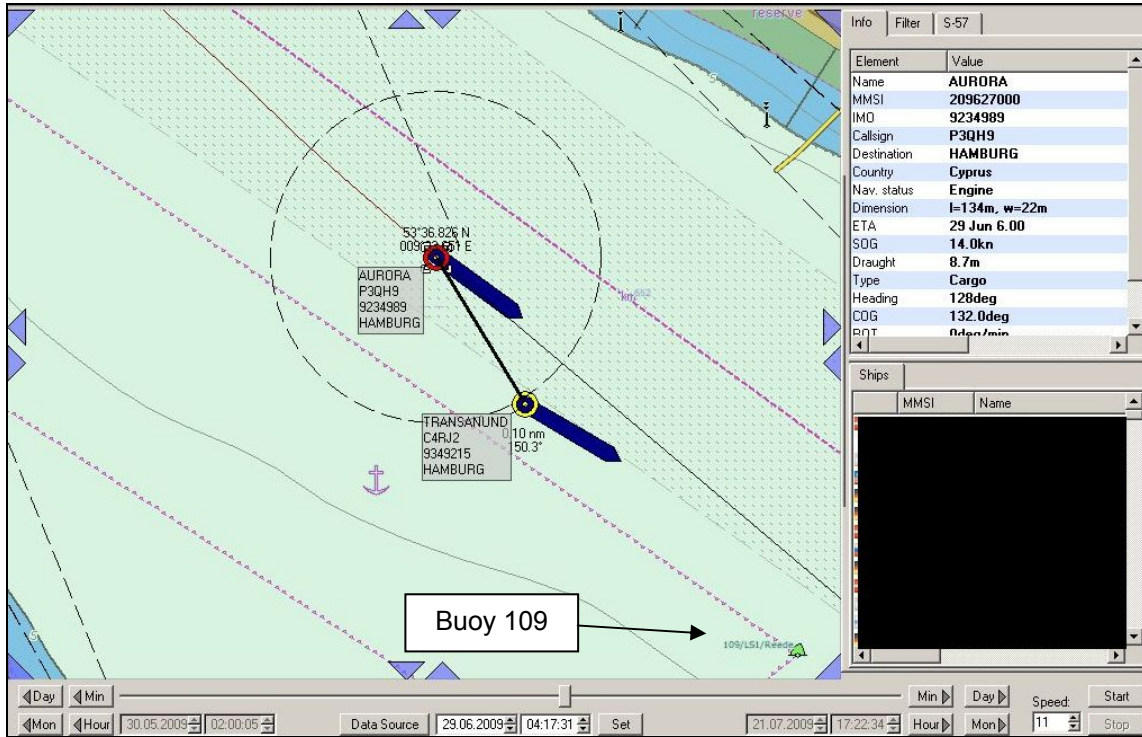 reserve
5
53°36.826 N
AURORA
P3QH9
9234989
HAMBURG
km 652
TRANSANUND
C4RJ2
9349215
HAMBURG
0.10 nm
150.3°
5
Buoy 109
109/LS1/Reede
Info Filter S-57
Element Value
Name AURORA
MMSI 209627000
IMO 9234989
Callsign P3QH9
Destination HAMBURG
Country Cyprus
Nav. status Engine
Dimension l=134m, w=22m
ETA 29 Jun 6.00
SOG 14.0kn
Draught 8.7m
Type Cargo
Heading 128deg
COG 132.0deg
ROT 0deg/min
Ships
MMSI Name
Day Min Min Day Speed: Start
Mon Hour 30.05.2009 02:00:05 Data Source 29.06.2009 04:17:31 Set 21.07.2009 17:22:34 Hour Mon 11 Stop